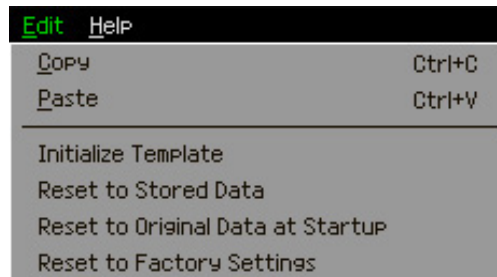 Edit Help
Copy Ctrl+C
Paste Ctrl+V
Initialize Template
Reset to Stored Data
Reset to Original Data at Startup
Reset to Factory Settings